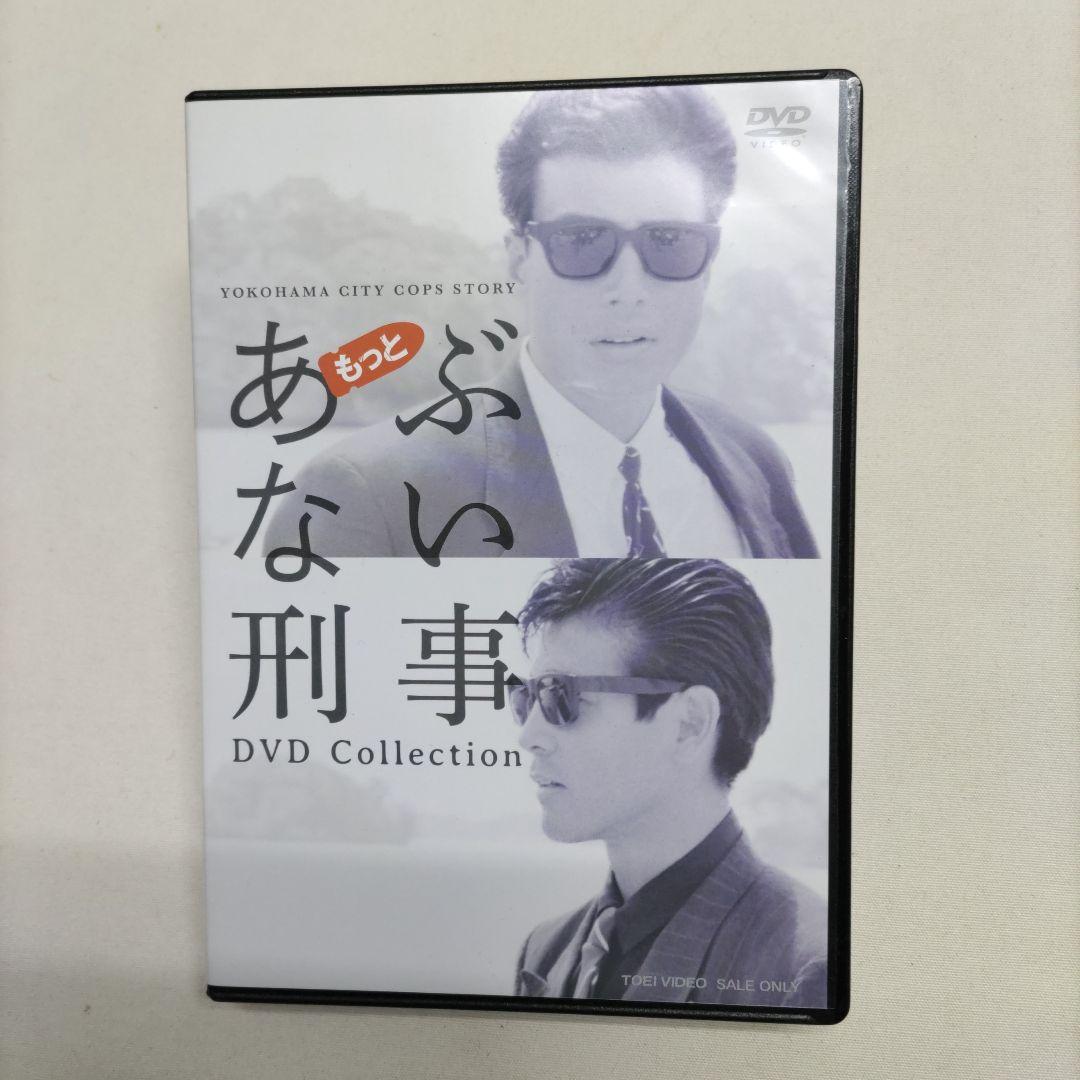 DVD
VIDEO
YOKOHAMA CITY COPS STORY
もっと
あぶ
ない
刑事
DVD Collection
TOEI VIDEO SALE ONLY